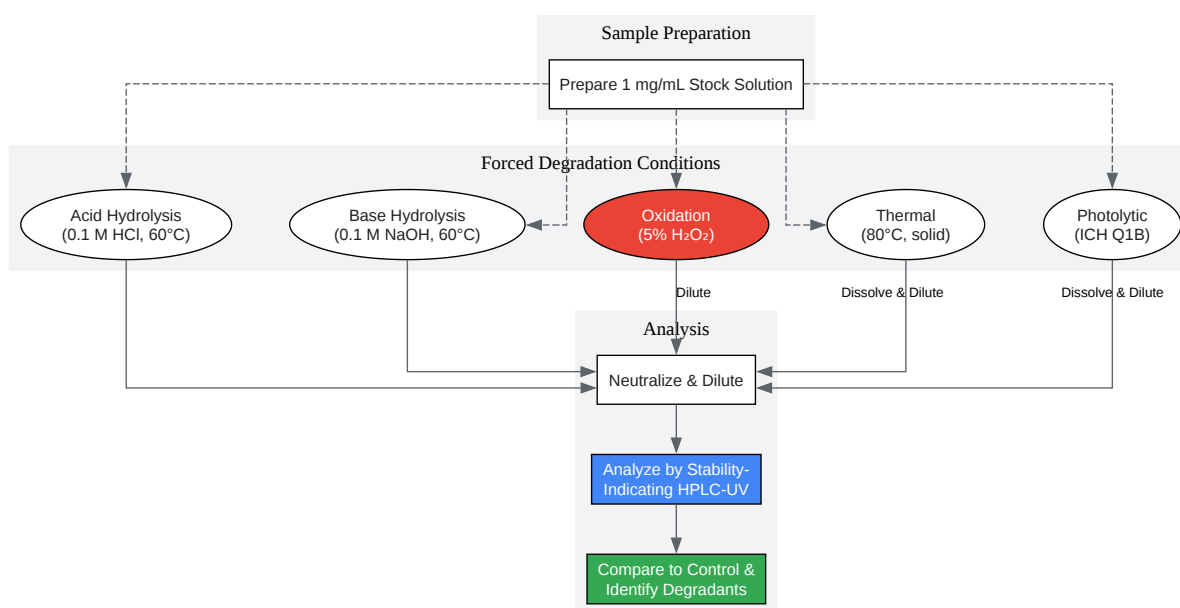 Sample Preparation
Prepare 1 mg/mL Stock Solution
Forced Degradation Conditions
Acid Hydrolysis
(0.1 M HCl, 60°C)
Base Hydrolysis
(0.1 M NaOH, 60°C)
Oxidation
(5% H₂O₂)
Thermal
(80°C, solid)
Photolytic
(ICH Q1B)
Dilute
Dissolve & Dilute
Dissolve & Dilute
Analysis
Neutralize & Dilute
Analyze by Stability-
Indicating HPLC-UV
Compare to Control &
Identify Degradants